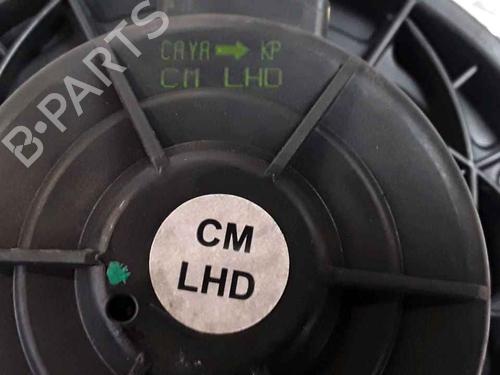 CAYA → KP
CM LHD
CM
LHD
B-PARTS